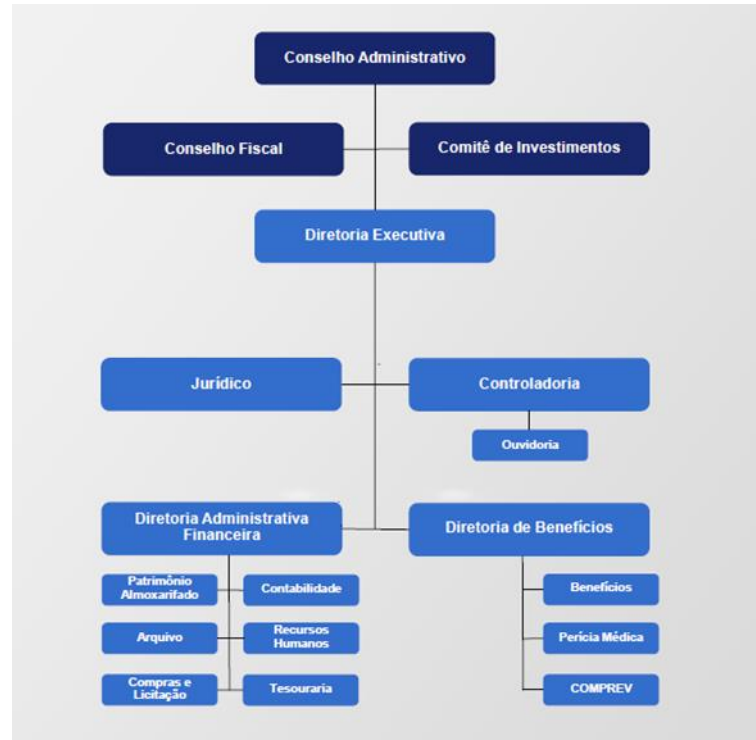 Conselho Administrativo
Conselho Fiscal
Comitê de Investimentos
Diretoria Executiva
Jurídico
Controladoria
Ouvidoria
Diretoria Administrativa
Financeira
Diretoria de Benefícios
Patrimônio
Almoxarifado
Contabilidade
Benefícios
Arquivo
Recursos
Humanos
Perícia Médica
Compras e
Licitação
Tesouraria
COMPREV